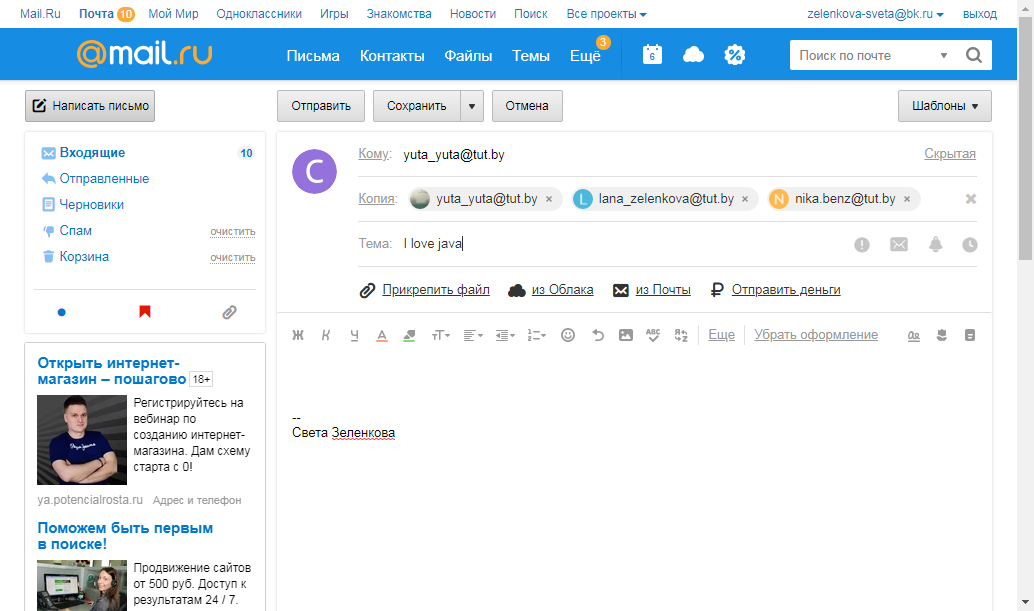 Mail.Ru Почта 10 Мой Мир Одноклассники Игры Знакомства Новости Поиск Все проекты zelenkova-sveta@bk.ru выход
@mail.ru Письма Контакты Файлы Темы Ещё 3 6 Поиск по почте
Написать письмо Отправить Сохранить Отмена Шаблоны
Входящие 10
Отправленные
Черновики
Спам очистить
Корзина очистить
С
Кому: yuta_yuta@tut.by Скрытая
Копия: yuta_yuta@tut.by × L lana_zelenkova@tut.by × N nika.benz@tut.by ×
Тема: I love java
Прикрепить файл из Облака из Почты Отправить деньги
Ж К Ч А тТ Еще Убрать оформление
--
Света Зеленкова
Открыть интернет-
магазин – пошагово 18+
Регистрируйтесь на
вебинар по
созданию интернет-
магазина. Дам схему
старта с 0!
ya.potencialrosta.ru Адрес и телефон
Поможем быть первым
в поиске!
Продвижение сайтов
от 500 руб. Доступ к
результатам 24 / 7.